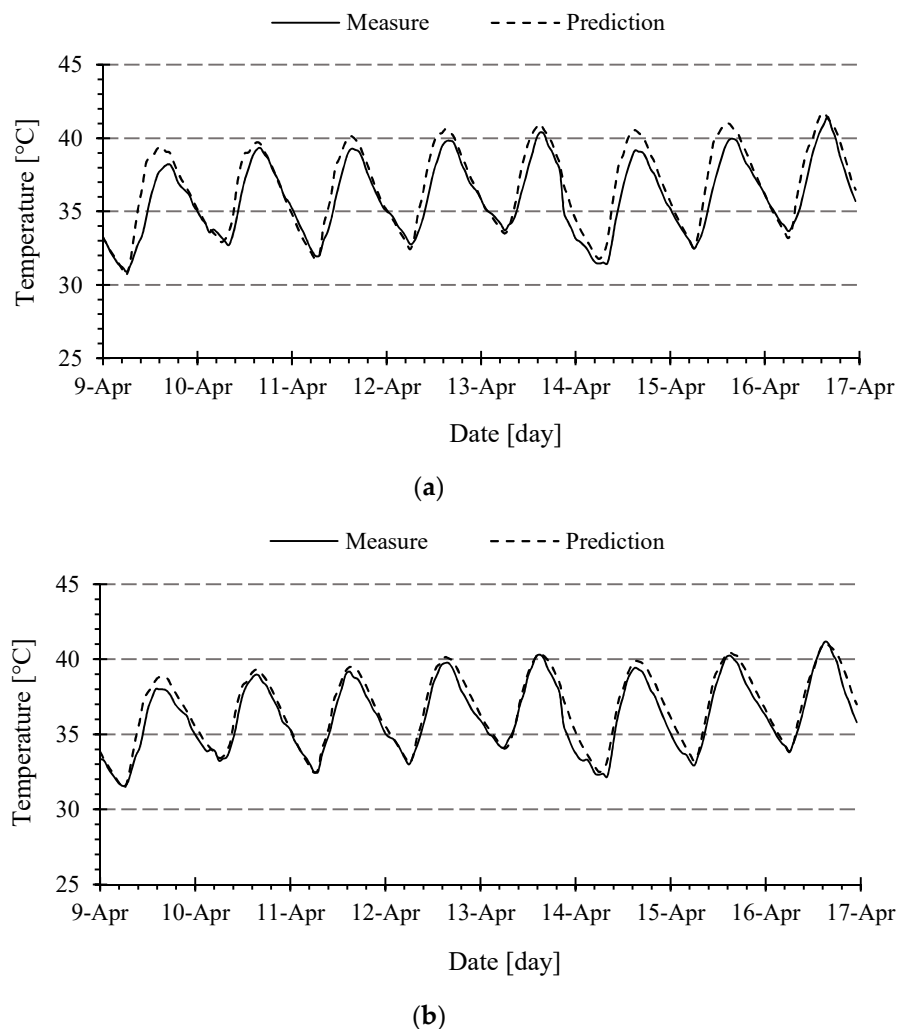 Measure Prediction
45
40
35
30
25
Temperature [°C]
9-Apr 10-Apr 11-Apr 12-Apr 13-Apr 14-Apr 15-Apr 16-Apr 17-Apr
Date [day]
(a)
Measure Prediction
45
40
35
30
25
Temperature [°C]
9-Apr 10-Apr 11-Apr 12-Apr 13-Apr 14-Apr 15-Apr 16-Apr 17-Apr
Date [day]
(b)